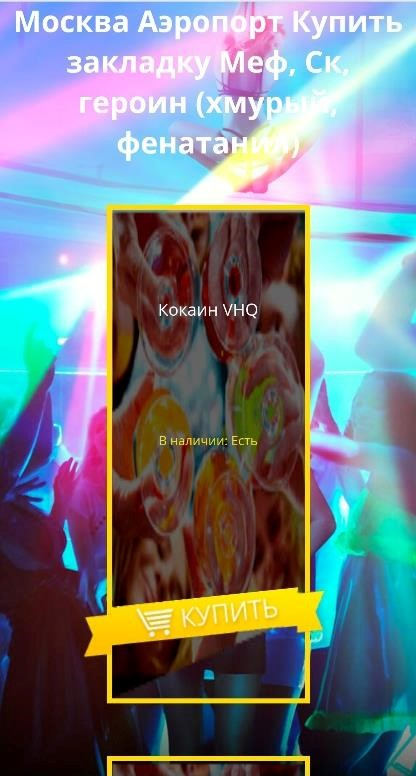 Москва Аэропорт Купить
закладку Меф, Ск,
героин (хмурый,
фенатанил)
Кокаин VHQ
В наличии: Есть
КУПИТЬ